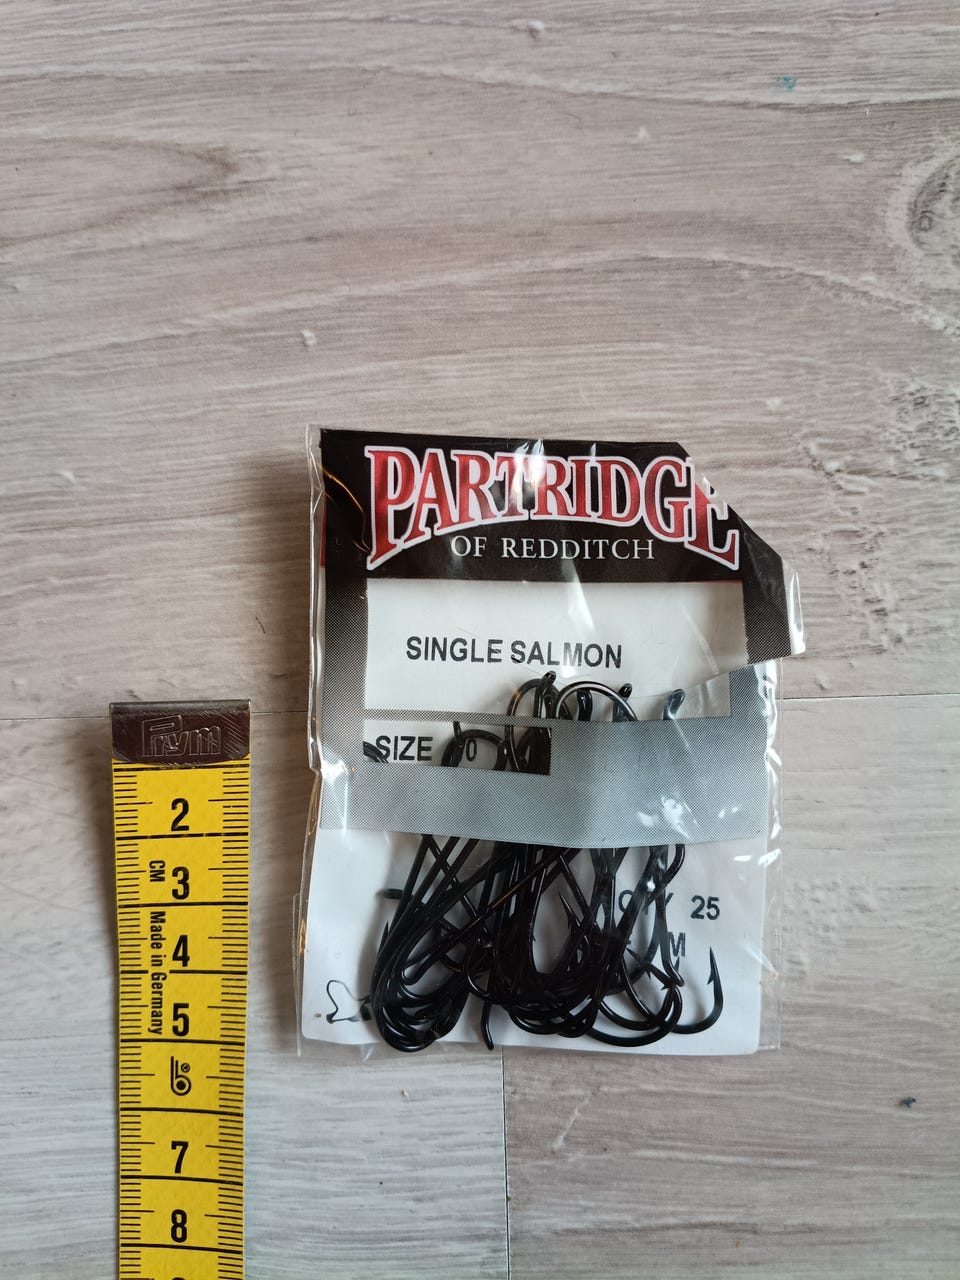 PARTRIDGE
OF REDDITCH
SINGLE SALMON
SIZE
QTY 25
M
Prym
2
3
4
5
6
7
8
CM Made in Germany